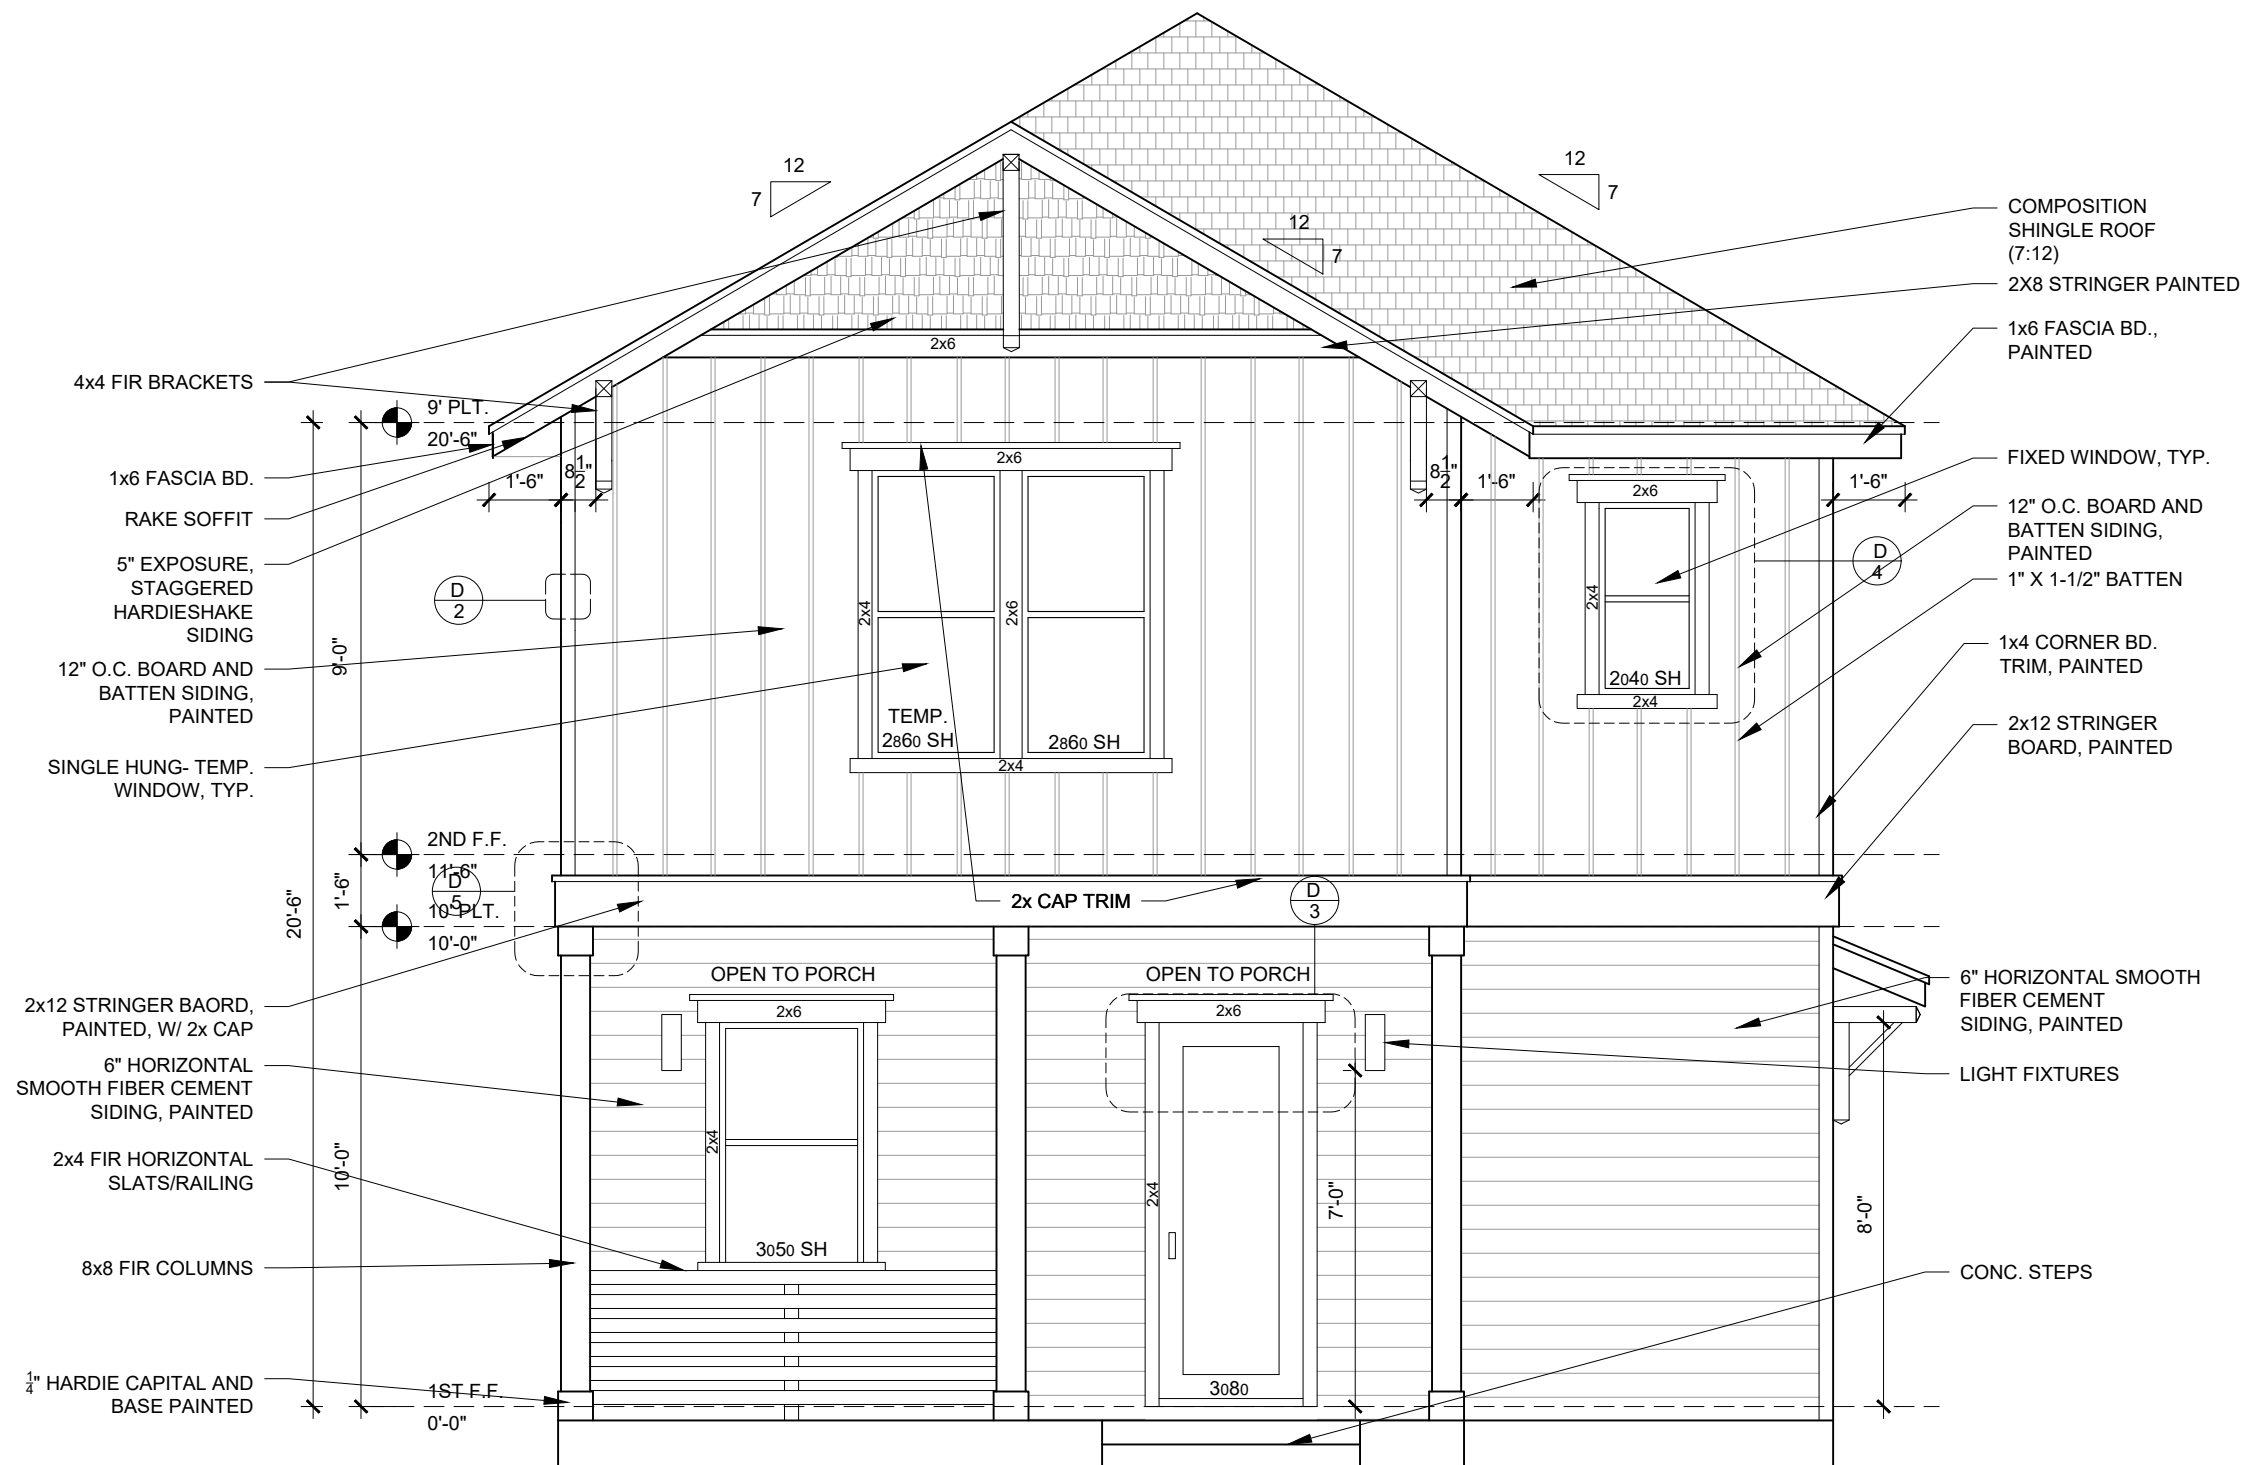 12
7
12
7
12
7
COMPOSITION
SHINGLE ROOF
(7:12)
2X8 STRINGER PAINTED
1x6 FASCIA BD.,
PAINTED
2x6
4x4 FIR BRACKETS
9' PLT.
20'-6"
1x6 FASCIA BD.
RAKE SOFFIT
5" EXPOSURE,
STAGGERED
HARDIESHAKE
SIDING
12" O.C. BOARD AND
BATTEN SIDING,
PAINTED
SINGLE HUNG- TEMP.
WINDOW, TYP.
1'-6"
8 1/2"
2x6
8 1/2"
1'-6"
2x6
1'-6"
FIXED WINDOW, TYP.
12" O.C. BOARD AND
BATTEN SIDING,
PAINTED
1" X 1-1/2" BATTEN
D
4
D
2
9'-0"
2x4
2x6
2x4
2040 SH
2x4
TEMP.
2860 SH
2860 SH
2x4
1x4 CORNER BD.
TRIM, PAINTED
2x12 STRINGER
BOARD, PAINTED
2ND F.F.
11'-6"
D
5
10' PLT.
10'-0"
20'-6"
1'-6"
2x CAP TRIM
D
3
OPEN TO PORCH
OPEN TO PORCH
2x12 STRINGER BAORD,
PAINTED, W/ 2x CAP
6" HORIZONTAL
SMOOTH FIBER CEMENT
SIDING, PAINTED
2x4 FIR HORIZONTAL
SLATS/RAILING
8x8 FIR COLUMNS
1/4" HARDIE CAPITAL AND
BASE PAINTED
10'-0"
2x6
2x6
2x4
2x4
3050 SH
3080
7'-0"
8'-0"
6" HORIZONTAL SMOOTH
FIBER CEMENT
SIDING, PAINTED
LIGHT FIXTURES
CONC. STEPS
1ST F.F.
0'-0"